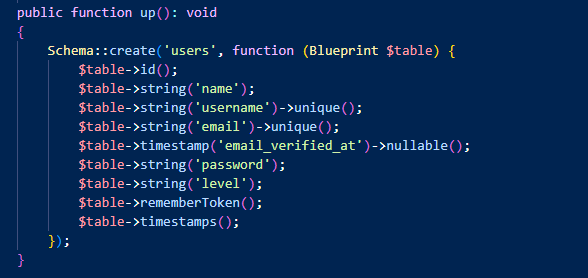 public function up(): void
{
    Schema::create('users', function (Blueprint $table) {
        $table->id();
        $table->string('name');
        $table->string('username')->unique();
        $table->string('email')->unique();
        $table->timestamp('email_verified_at')->nullable();
        $table->string('password');
        $table->string('level');
        $table->rememberToken();
        $table->timestamps();
    });
}